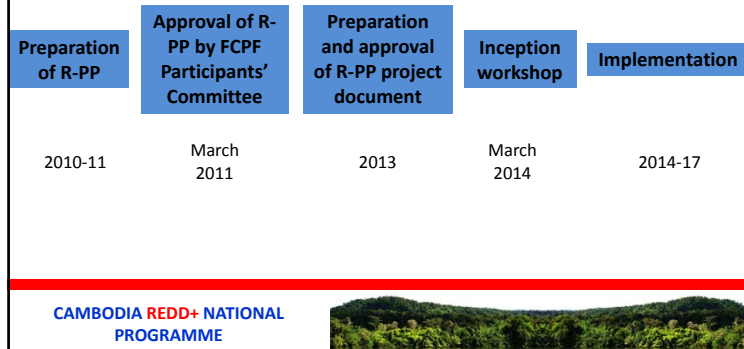 Preparation
of R-PP
Approval of R-
PP by FCPF
Participants’
Committee
Preparation
and approval
of R-PP project
document
Inception
workshop
Implementation
2010-11
March
2011
2013
March
2014
2014-17
CAMBODIA REDD+ NATIONAL
PROGRAMME